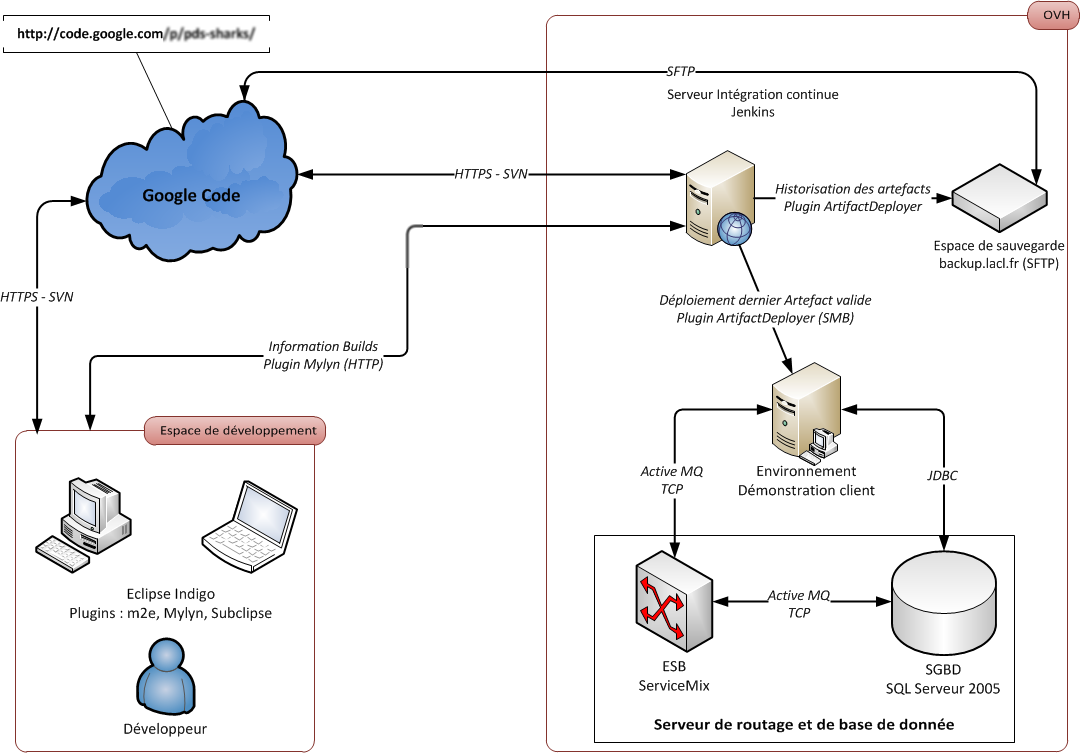 OVH
http://code.google.com/p/pds-sharks/
SFTP
Serveur Intégration continue
Jenkins
HTTPS - SVN
Google Code
Historisation des artefacts
Plugin ArtifactDeployer
Espace de sauvegarde
backup.lacl.fr (SFTP)
HTTPS - SVN
Déploiement dernier Artefact valide
Plugin ArtifactDeployer (SMB)
Information Builds
Plugin Mylyn (HTTP)
Espace de développement
Environnement
Démonstration client
Active MQ
TCP
JDBC
Eclipse Indigo
Plugins : m2e, Mylyn, Subclipse
Active MQ
TCP
ESB
ServiceMix
SGBD
SQL Serveur 2005
Développeur
Serveur de routage et de base de donnée